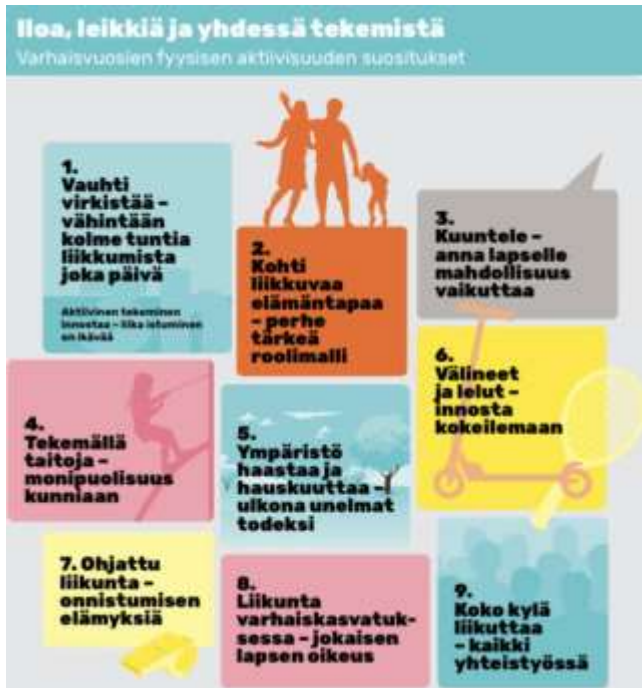 Iloa, leikkiä ja yhdessä tekemistä
Varhaisvuosien fyysisen aktiivisuuden suositukset
1.
Vauhti
virkistää –
vähintään
kolme tuntia
liikkumista
joka päivä
Aktiivinen tekeminen
innostaa – liika istuminen
on ikävää
2.
Kohti
liikkuvaa
elämäntapaa
– perhe
tärkeä
roolimalli
3.
Kuuntele –
anna lapselle
mahdollisuus
vaikuttaa
4.
Tekemällä
taitoja –
monipuolisuus
kunniaan
5.
Ympäristö
haastaa ja
hauskuuttaa –
ulkona unelmat
todeksi
6.
Välineet
ja lelut –
innosta
kokeilemaan
7. Ohjattu
liikunta –
onnistumisen
elämyksiä
8.
Liikunta
varhaiskasvatuk-
sessa – jokaisen
lapsen oikeus
9.
Koko kylä
liikuttaa
– kaikki
yhteistyössä